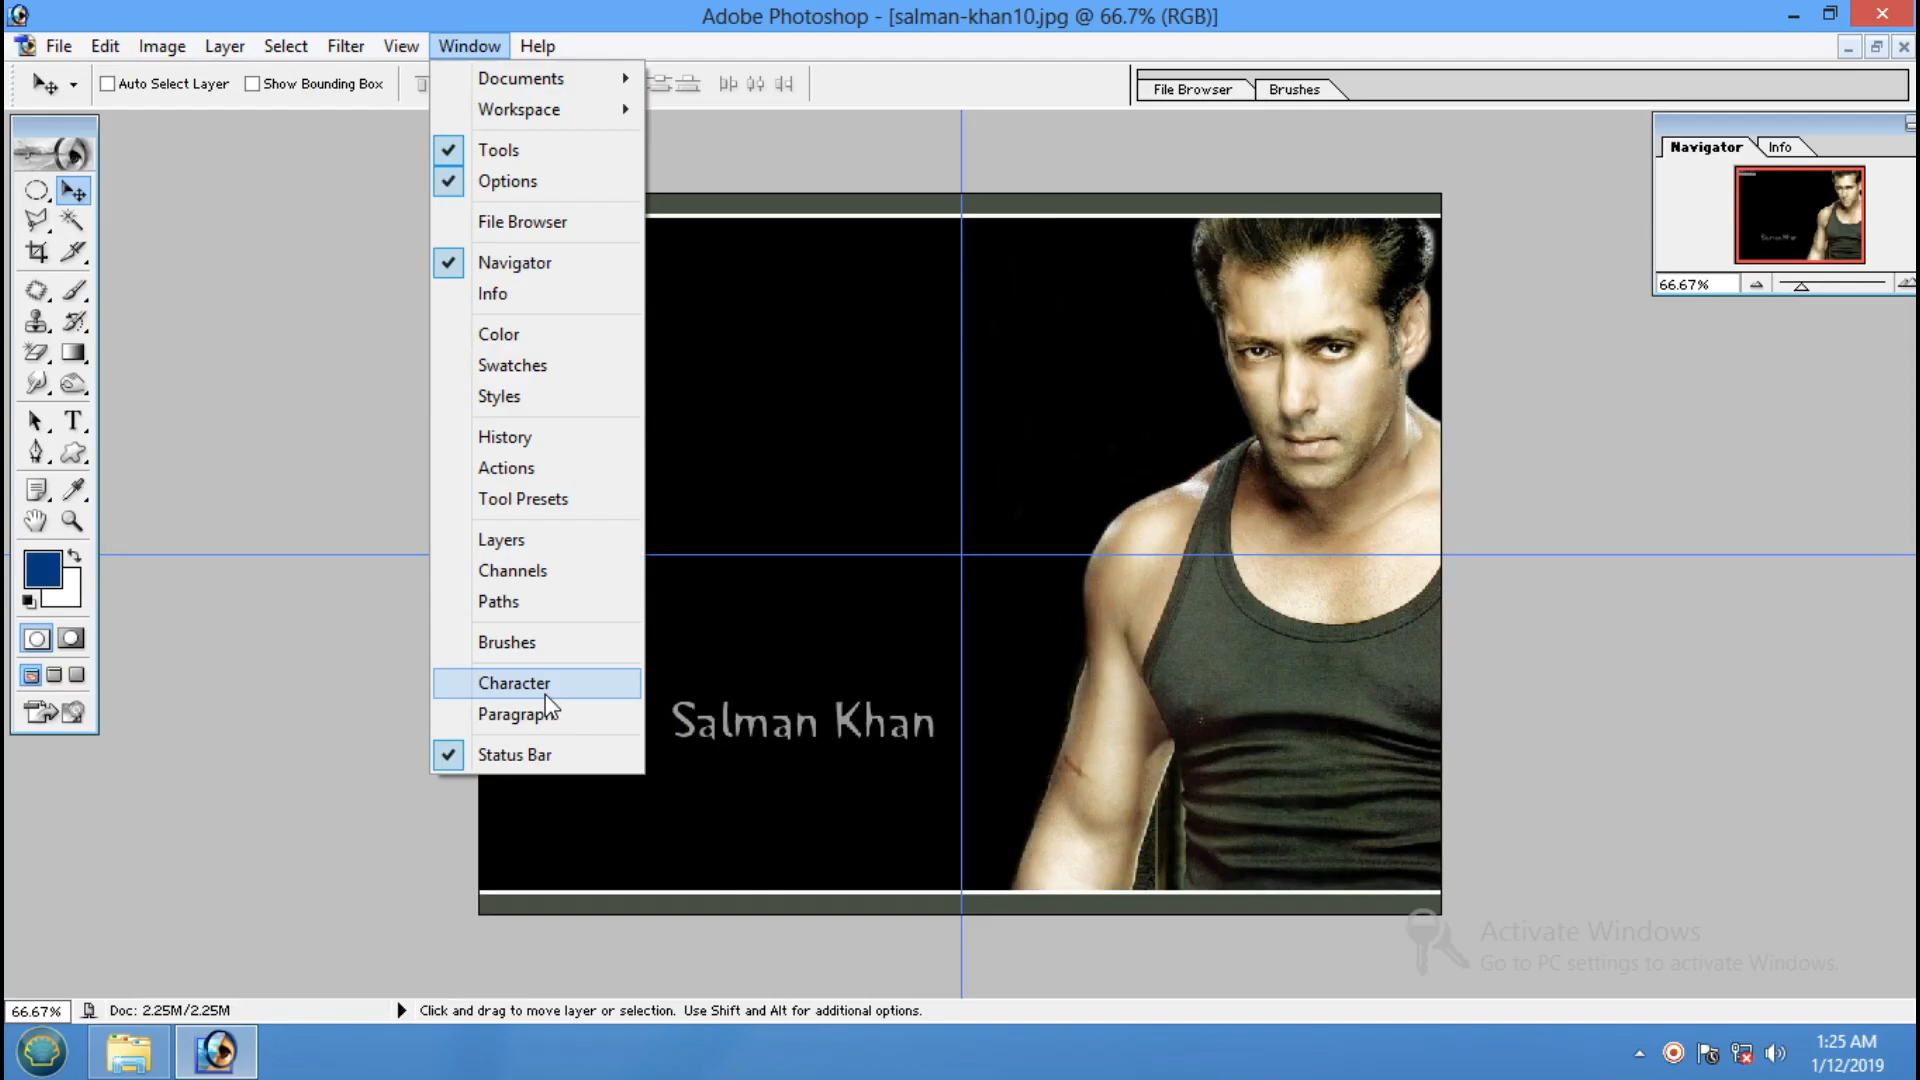 Adobe Photoshop - [salman-khan10.jpg @ 66.7% (RGB)]
File Edit Image Layer Select Filter View Window Help
Auto Select Layer Show Bounding Box
File Browser Brushes
Documents
Workspace
Tools
Options
File Browser
Navigator
Info
Color
Swatches
Styles
History
Actions
Tool Presets
Layers
Channels
Paths
Brushes
Character
Paragraph
Status Bar
Navigator Info
66.67%
T
Salman Khan
Activate Windows
Go to PC settings to activate Windows.
66.67% Doc: 2.25M/2.25M Click and drag to move layer or selection. Use Shift and Alt for additional options.
1:25 AM
1/12/2019